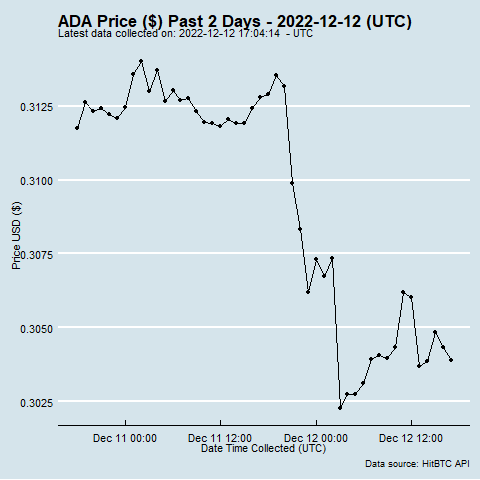 ADA Price ($) Past 2 Days - 2022-12-12 (UTC)
Latest data collected on: 2022-12-12 17:04:14 - UTC
0.3125
0.3100
0.3075
0.3050
0.3025
Price USD ($)
Dec 11 00:00 Dec 11 12:00 Dec 12 00:00 Dec 12 12:00
Date Time Collected (UTC)
Data source: HitBTC API